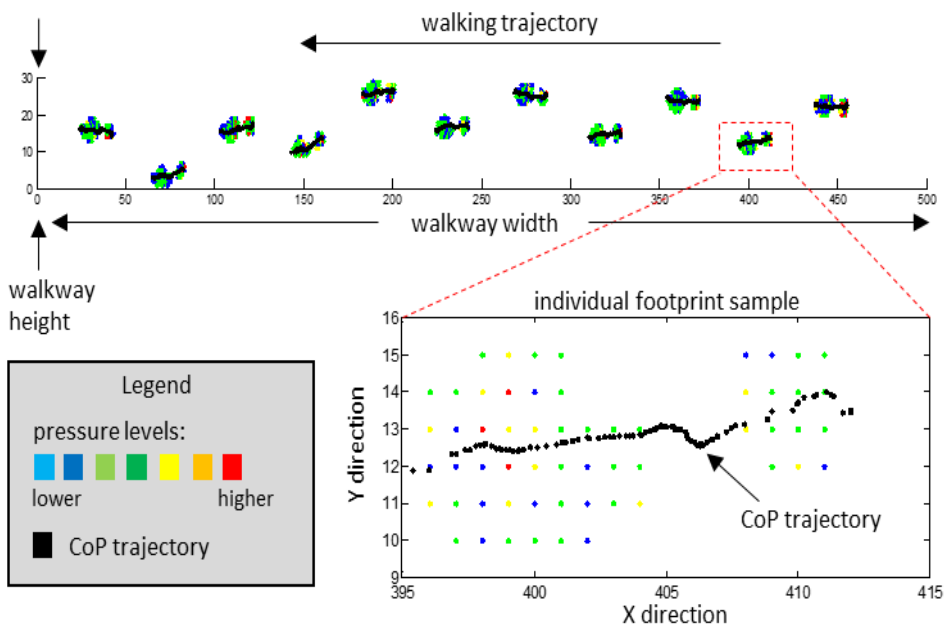 walking trajectory
30
20
10
0
0 50 100 150 200 250 300 350 400 450 500
walkway width
walkway
height
individual footprint sample
16
15
14
13
12
11
10
9
Y direction
395 400 405 410 415
X direction
CoP trajectory
Legend
pressure levels:
lower higher
CoP trajectory